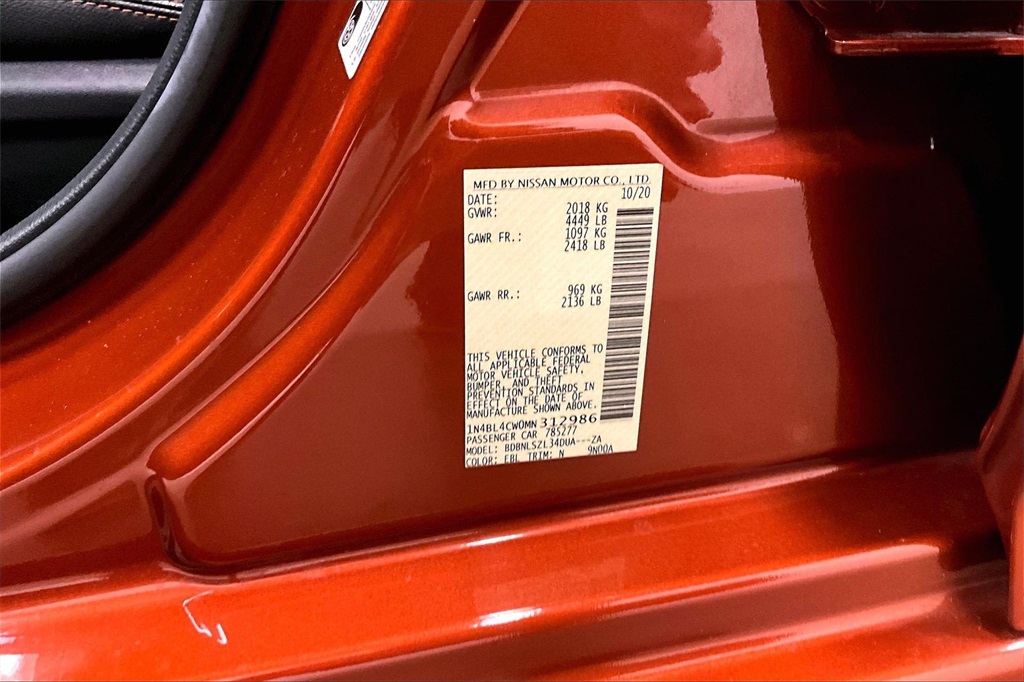 MFD BY NISSAN MOTOR CO., LTD.
DATE: 10/20
GVWR: 2018 KG
4449 LB
GAWR FR.: 1097 KG
2418 LB
GAWR RR.: 969 KG
2136 LB
THIS VEHICLE CONFORMS TO
ALL APPLICABLE FEDERAL
MOTOR VEHICLE SAFETY,
BUMPER, AND THEFT
PREVENTION STANDARDS IN
EFFECT ON THE DATE OF
MANUFACTURE SHOWN ABOVE.
1N4BL4CW0MN312986
PASSENGER CAR 785277
MODEL: BDBNLSZL34DUA---ZA
COLOR: EBL TRIM: N 9N00A